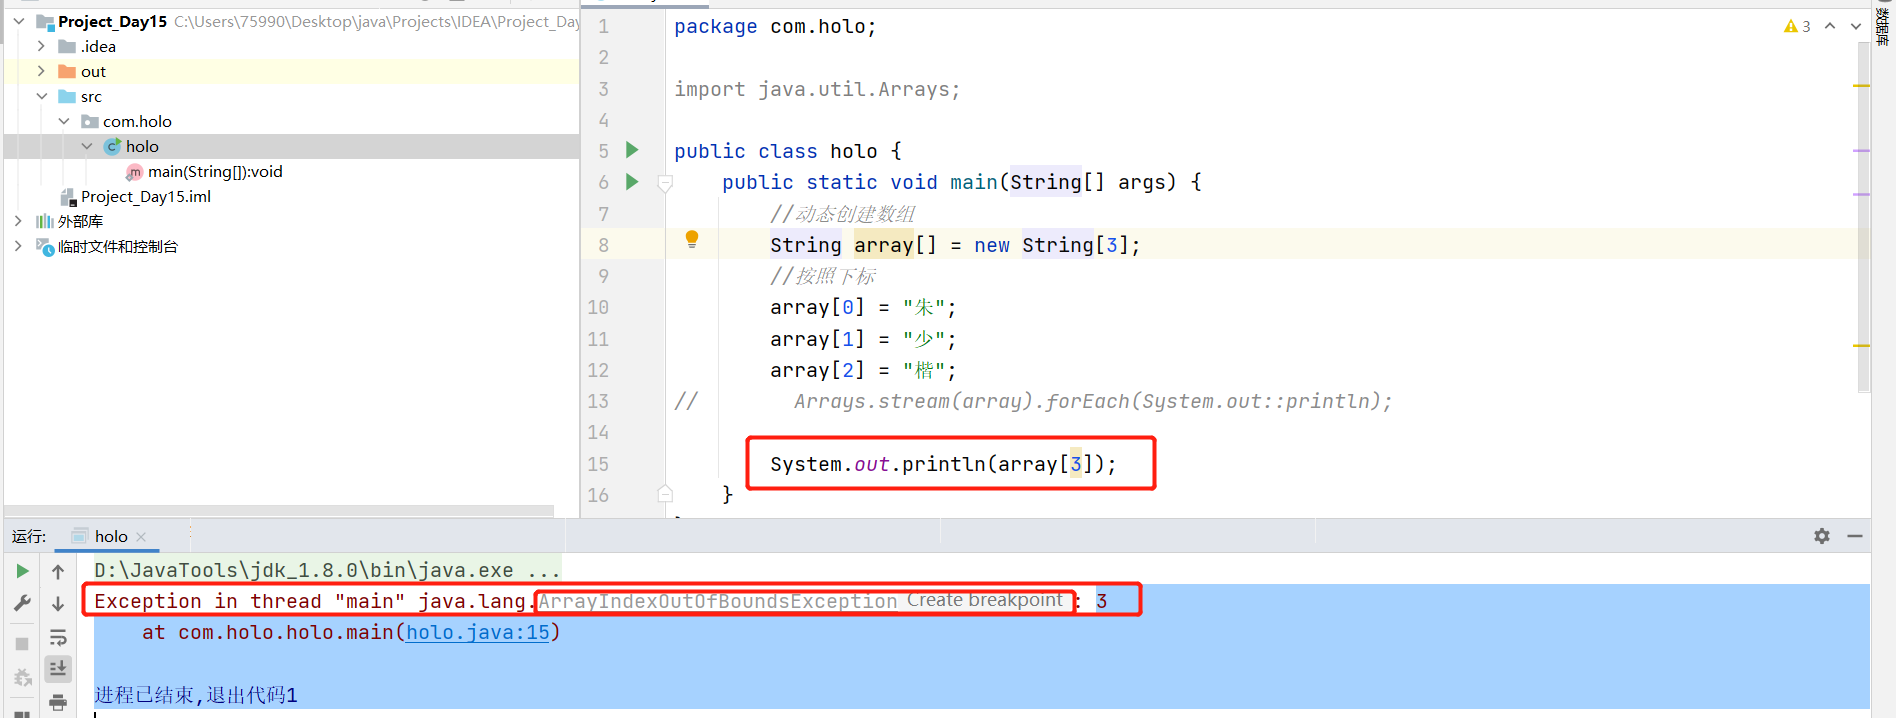 Project_Day15 C:\Users\75990\Desktop\java\Projects\IDEA\Project_Day
.idea
out
src
com.holo
holo
main(String[]):void
Project_Day15.iml
外部库
临时文件和控制台
1 package com.holo;
2
3 import java.util.Arrays;
4
5 public class holo {
6 public static void main(String[] args) {
7 //动态创建数组
8 String array[] = new String[3];
9 //按照下标
10 array[0] = "朱";
11 array[1] = "少";
12 array[2] = "楷";
13 // Arrays.stream(array).forEach(System.out::println);
14
15 System.out.println(array[3]);
16 }
3
数据库
运行: holo
D:\JavaTools\jdk_1.8.0\bin\java.exe ...
Exception in thread "main" java.lang.ArrayIndexOutOfBoundsException Create breakpoint : 3
at com.holo.holo.main(holo.java:15)
进程已结束,退出代码1